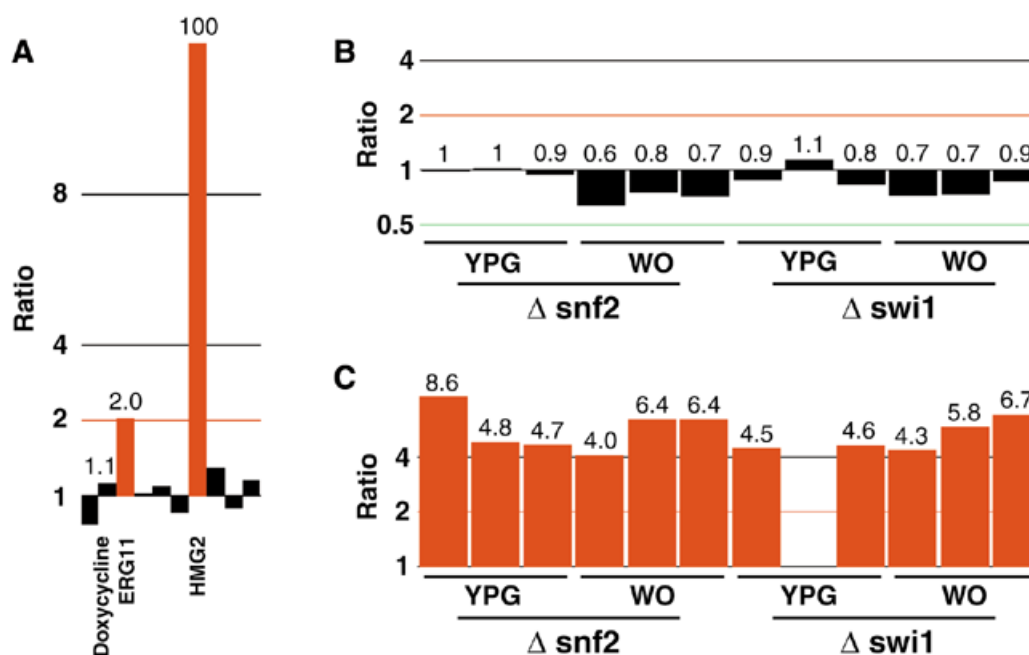 A
100
Ratio
8
4
2
1
2.0
1.1
Doxycycline
ERG11
HMG2
B
Ratio
4
2
1
0.5
1 1 0.9 0.6 0.8 0.7 0.9 1.1 0.8 0.7 0.7 0.9
YPG WO YPG WO
Δ snf2 Δ swi1
C
Ratio
4
2
1
8.6 4.8 4.7 4.0 6.4 6.4 4.5 4.6 4.3 5.8 6.7
YPG WO YPG WO
Δ snf2 Δ swi1